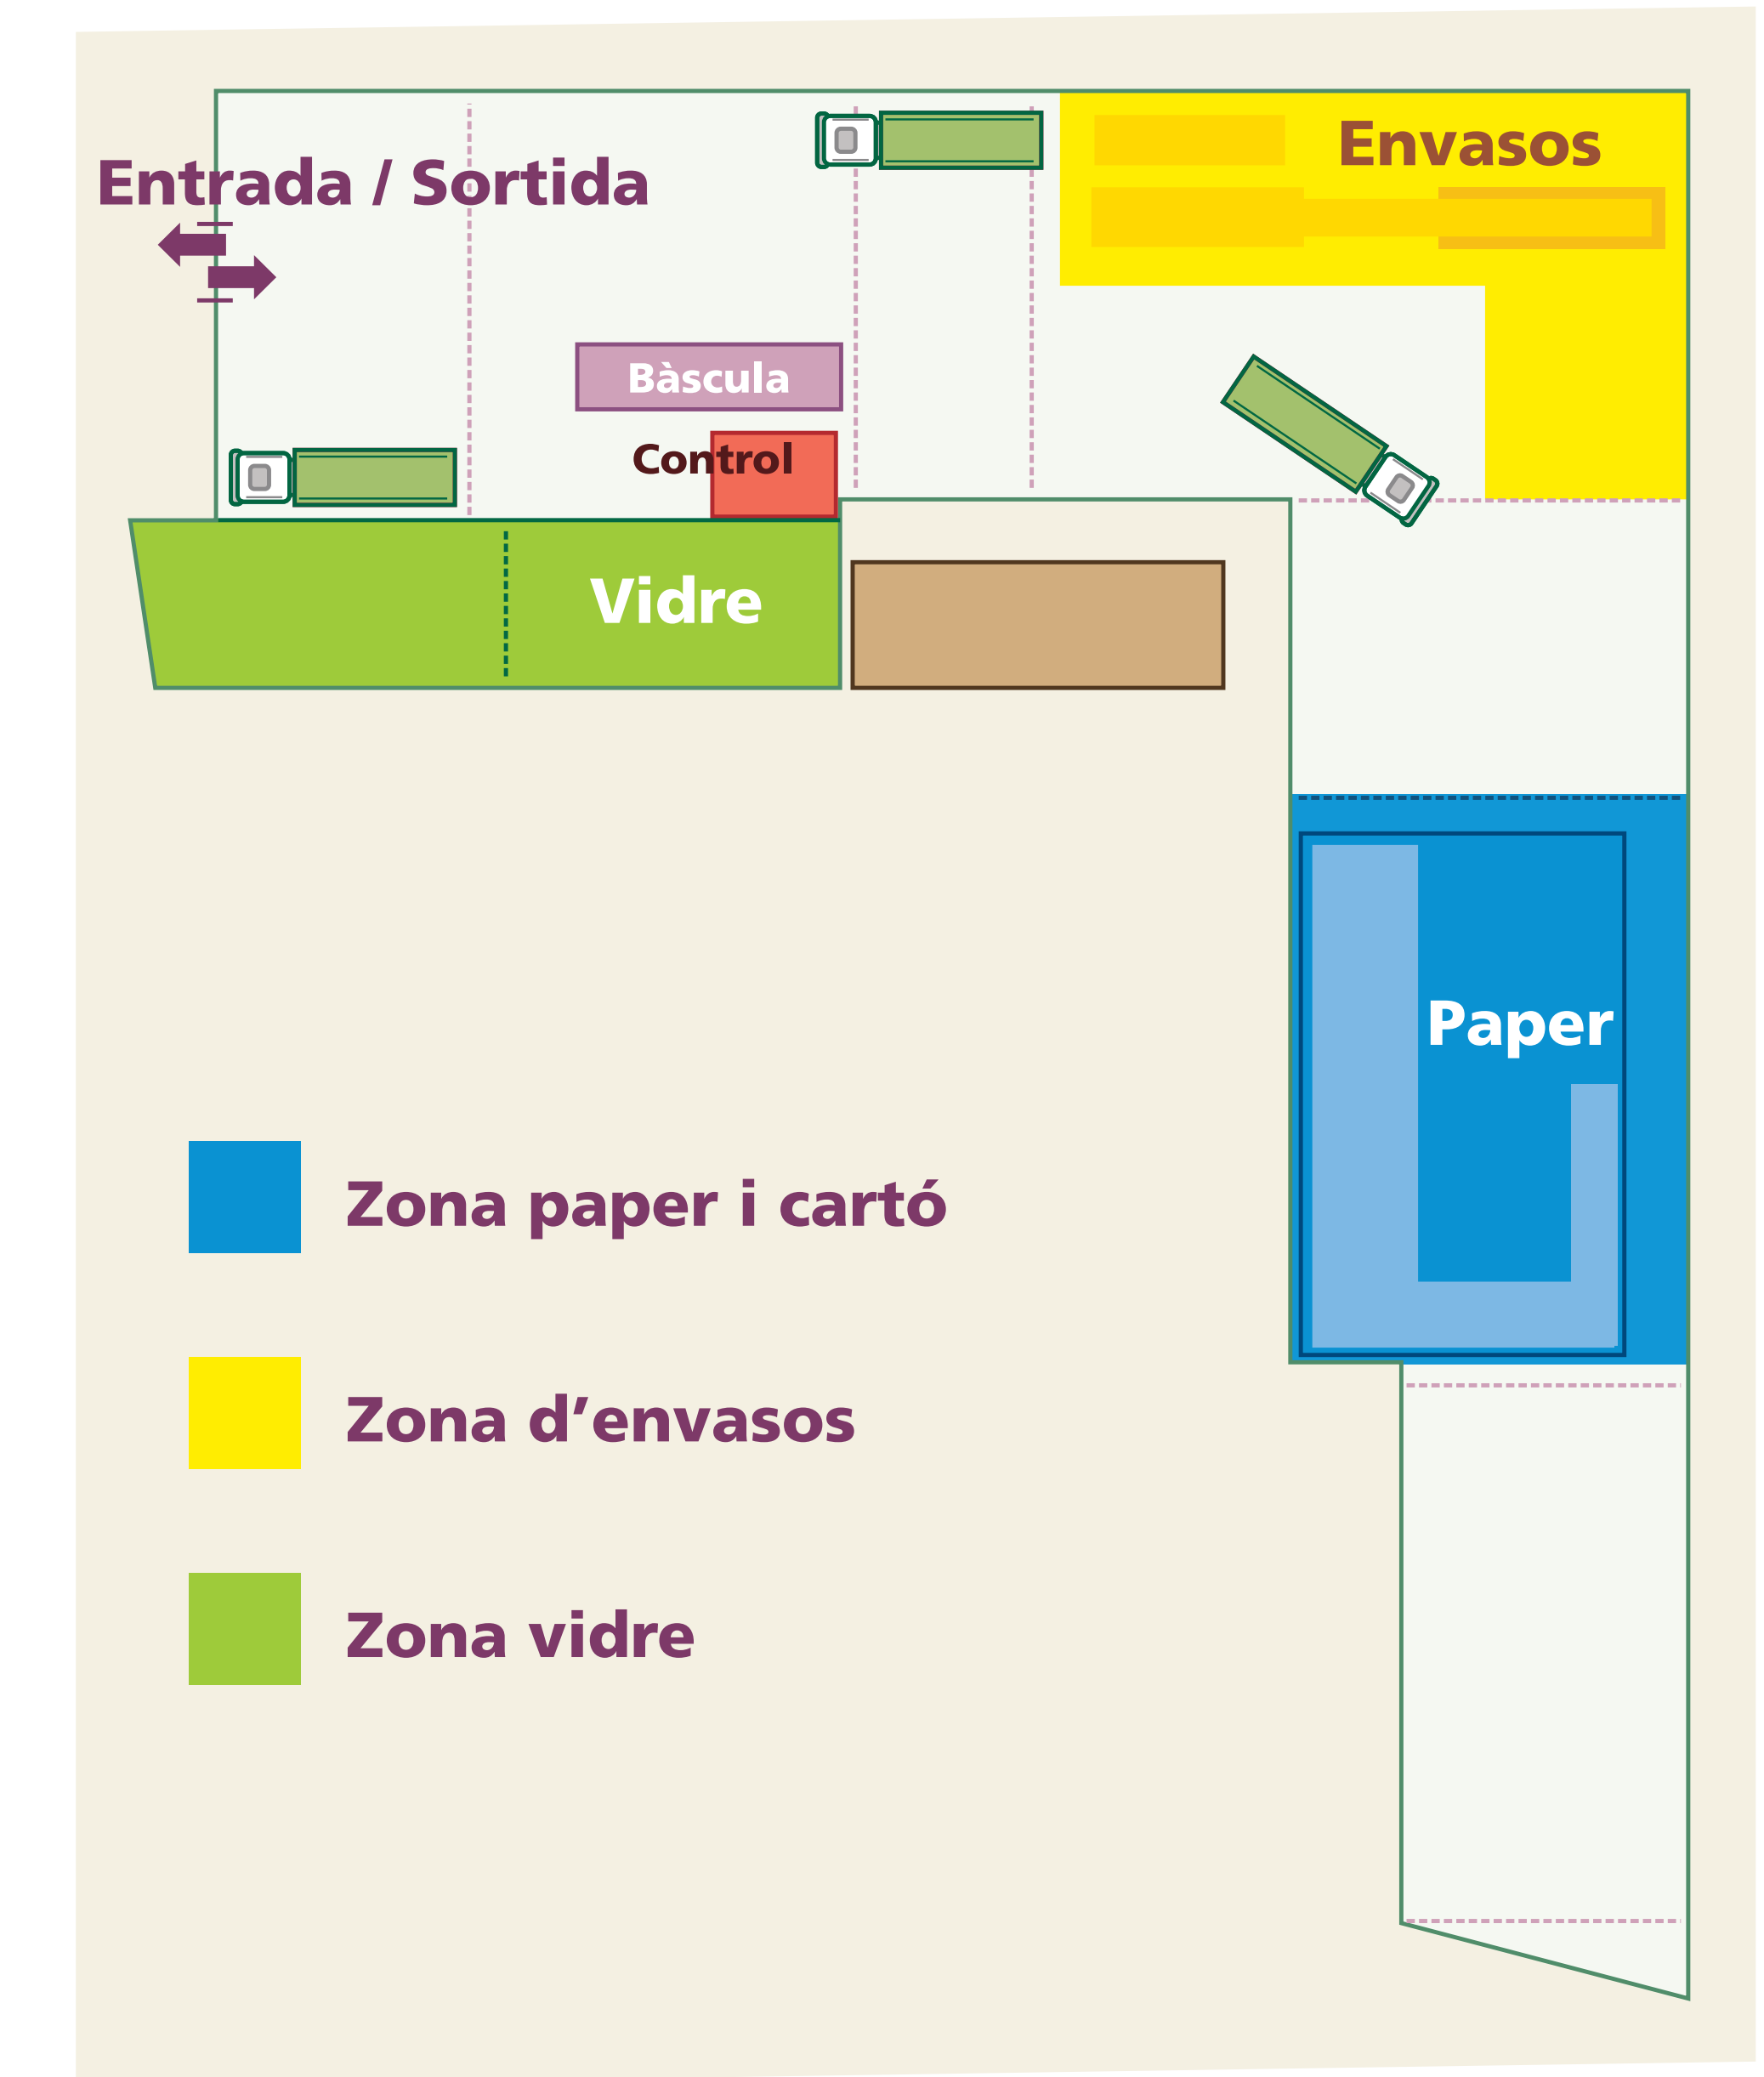 Envasos
Entrada / Sortida
Bàscula
Control
Vidre
Paper
Zona paper i cartó
Zona d’envasos
Zona vidre